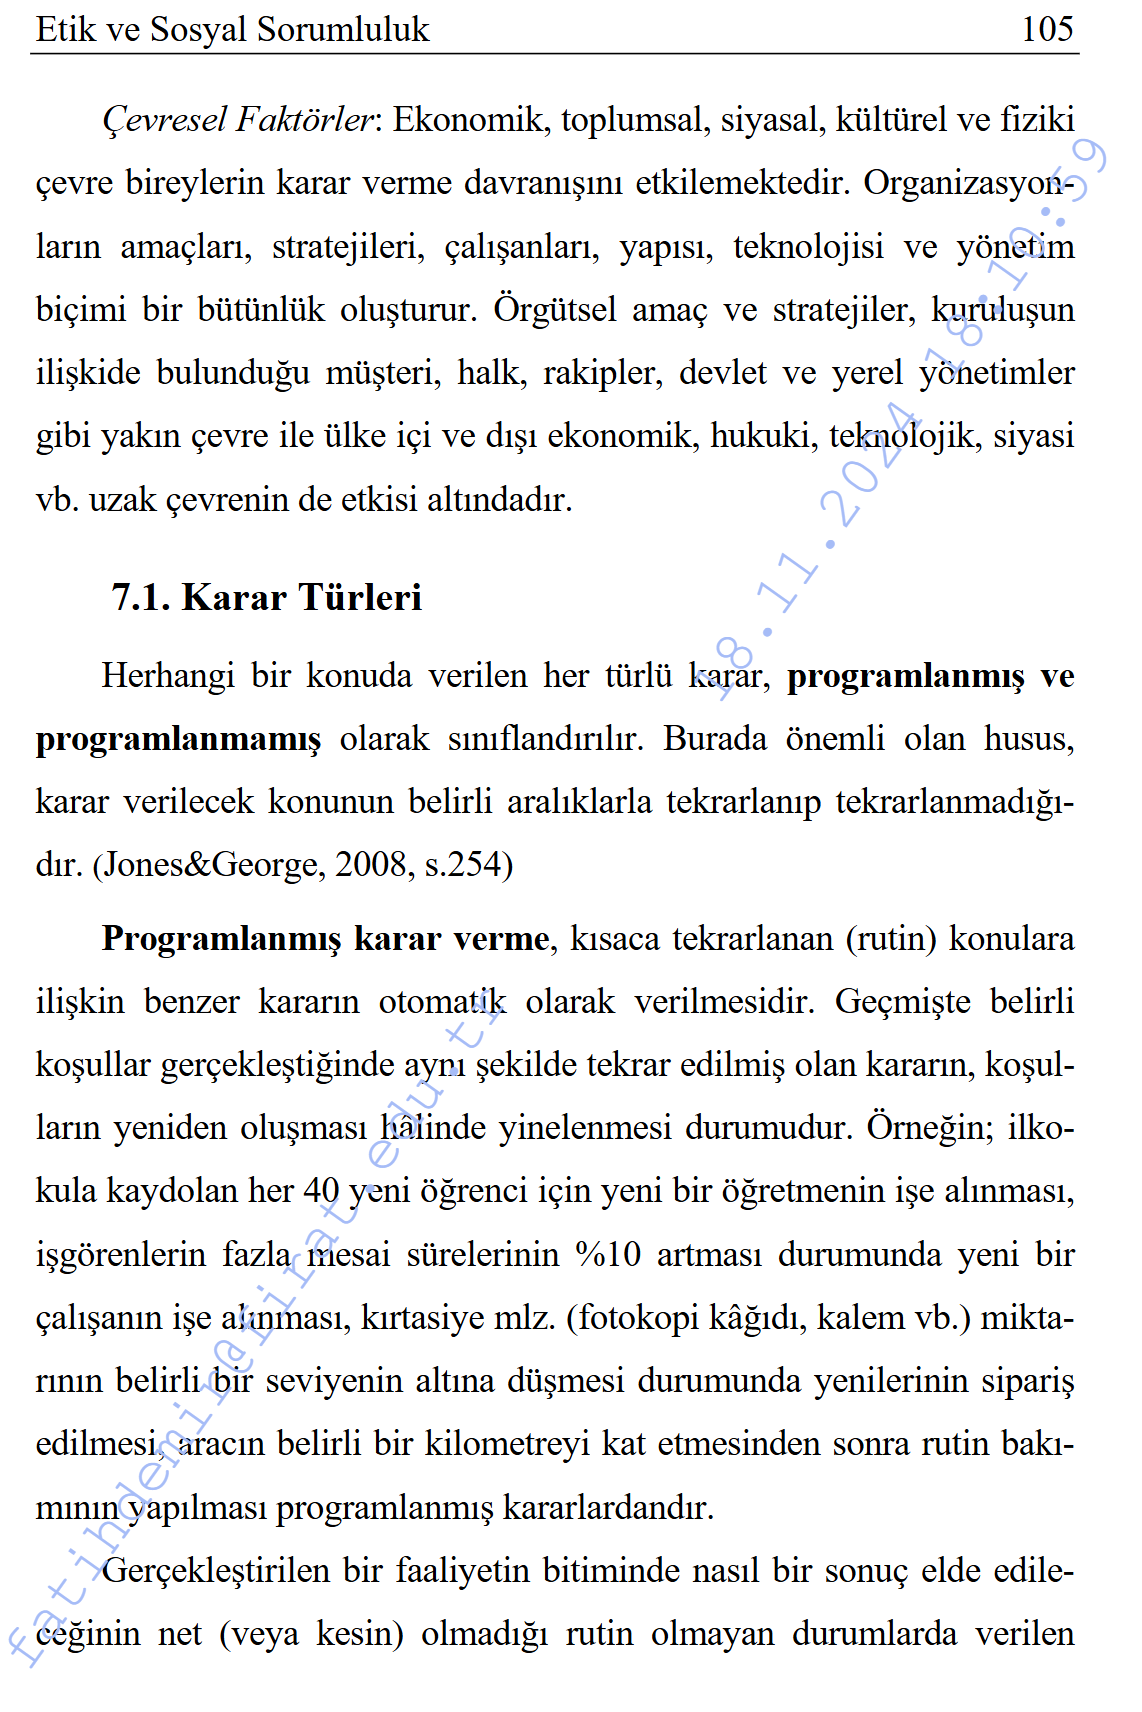 Etik ve Sosyal Sorumluluk 105
Çevresel Faktörler: Ekonomik, toplumsal, siyasal, kültürel ve fiziki
çevre bireylerin karar verme davranışını etkilemektedir. Organizasyon-
ların amaçları, stratejileri, çalışanları, yapısı, teknolojisi ve yönetim
biçimi bir bütünlük oluşturur. Örgütsel amaç ve stratejiler, kuruluşun
ilişkide bulunduğu müşteri, halk, rakipler, devlet ve yerel yönetimler
gibi yakın çevre ile ülke içi ve dışı ekonomik, hukuki, teknolojik, siyasi
vb. uzak çevrenin de etkisi altındadır.
7.1. Karar Türleri
Herhangi bir konuda verilen her türlü karar, programlanmış ve
programlanmamış olarak sınıflandırılır. Burada önemli olan husus,
karar verilecek konunun belirli aralıklarla tekrarlanıp tekrarlanmadığı-
dır. (Jones&George, 2008, s.254)
Programlanmış karar verme, kısaca tekrarlanan (rutin) konulara
ilişkin benzer kararın otomatik olarak verilmesidir. Geçmişte belirli
koşullar gerçekleştiğinde aynı şekilde tekrar edilmiş olan kararın, koşul-
ların yeniden oluşması hâlinde yinelenmesi durumudur. Örneğin; ilko-
kula kaydolan her 40 yeni öğrenci için yeni bir öğretmenin işe alınması,
işgörenlerin fazla mesai sürelerinin %10 artması durumunda yeni bir
çalışanın işe alınması, kırtasiye mlz. (fotokopi kâğıdı, kalem vb.) mikta-
rının belirli bir seviyenin altına düşmesi durumunda yenilerinin sipariş
edilmesi, aracın belirli bir kilometreyi kat etmesinden sonra rutin bakı-
mının yapılması programlanmış kararlardandır.
Gerçekleştirilen bir faaliyetin bitiminde nasıl bir sonuç elde edile-
ceğinin net (veya kesin) olmadığı rutin olmayan durumlarda verilen
fatihdemir@firat.edu.tr
18.11.2024 18:10:59